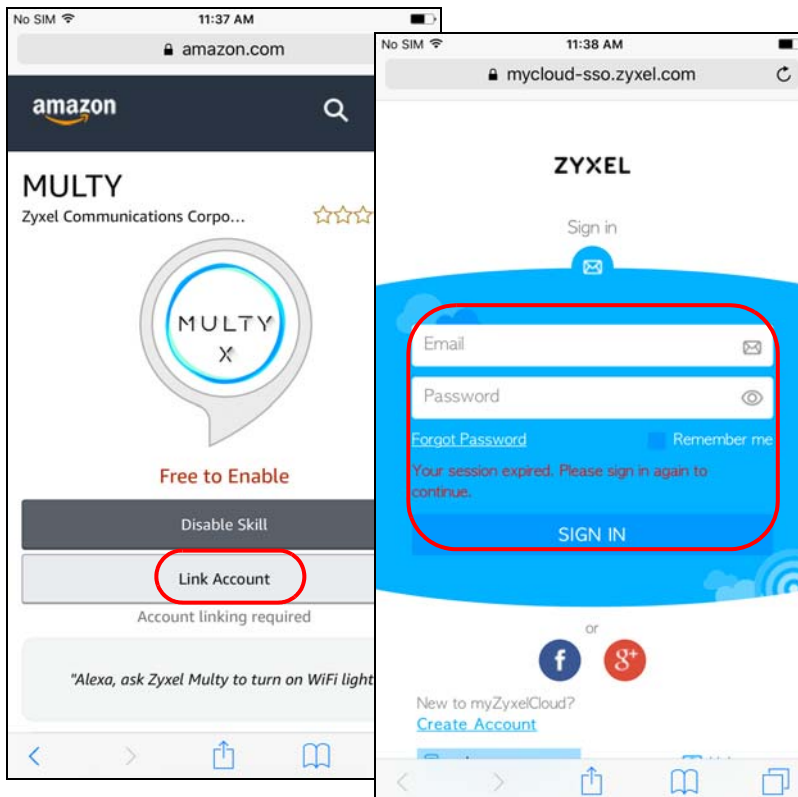 No SIM 11:37 AM
amazon.com
amazon
MULTY
Zyxel Communications Corpo...
MULTY
X
Free to Enable
Disable Skill
Link Account
Account linking required
"Alexa, ask Zyxel Multy to turn on WiFi light
No SIM 11:38 AM
mycloud-sso.zyxel.com
ZYXEL
Sign in
Email
Password
Forgot Password Remember me
Your session expired. Please sign in again to
continue.
SIGN IN
or
f g+
New to myZyxelCloud?
Create Account